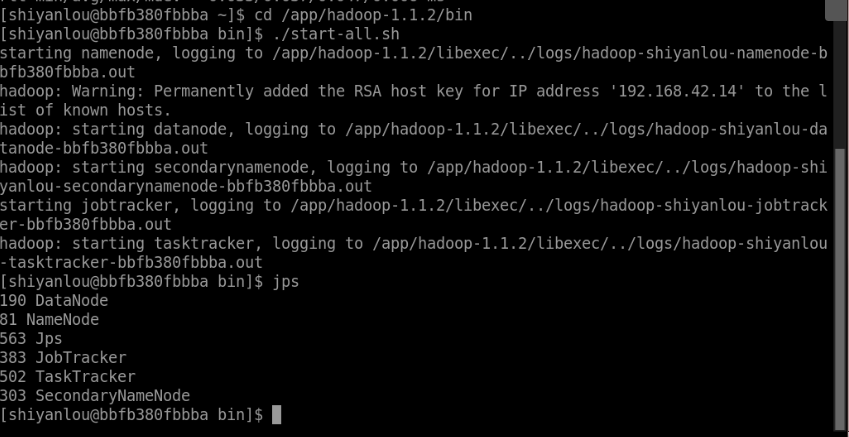 [shiyanlou@bbfb380fbbba ~]$ cd /app/hadoop-1.1.2/bin
[shiyanlou@bbfb380fbbba bin]$ ./start-all.sh
starting namenode, logging to /app/hadoop-1.1.2/libexec/../logs/hadoop-shiyanlou-namenode-b
bfb380fbbba.out
hadoop: Warning: Permanently added the RSA host key for IP address '192.168.42.14' to the l
ist of known hosts.
hadoop: starting datanode, logging to /app/hadoop-1.1.2/libexec/../logs/hadoop-shiyanlou-da
tanode-bbfb380fbbba.out
hadoop: starting secondarynamenode, logging to /app/hadoop-1.1.2/libexec/../logs/hadoop-shi
yanlou-secondarynamenode-bbfb380fbbba.out
starting jobtracker, logging to /app/hadoop-1.1.2/libexec/../logs/hadoop-shiyanlou-jobtrack
er-bbfb380fbbba.out
hadoop: starting tasktracker, logging to /app/hadoop-1.1.2/libexec/../logs/hadoop-shiyanlou
-tasktracker-bbfb380fbbba.out
[shiyanlou@bbfb380fbbba bin]$ jps
190 DataNode
81 NameNode
563 Jps
383 JobTracker
502 TaskTracker
303 SecondaryNameNode
[shiyanlou@bbfb380fbbba bin]$